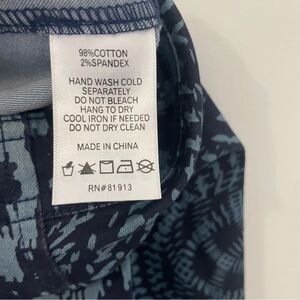 98%COTTON
2%SPANDEX
HAND WASH COLD
SEPARATELY
DO NOT BLEACH
HANG TO DRY
COOL IRON IF NEEDED
DO NOT DRY CLEAN
MADE IN CHINA
RN#81913